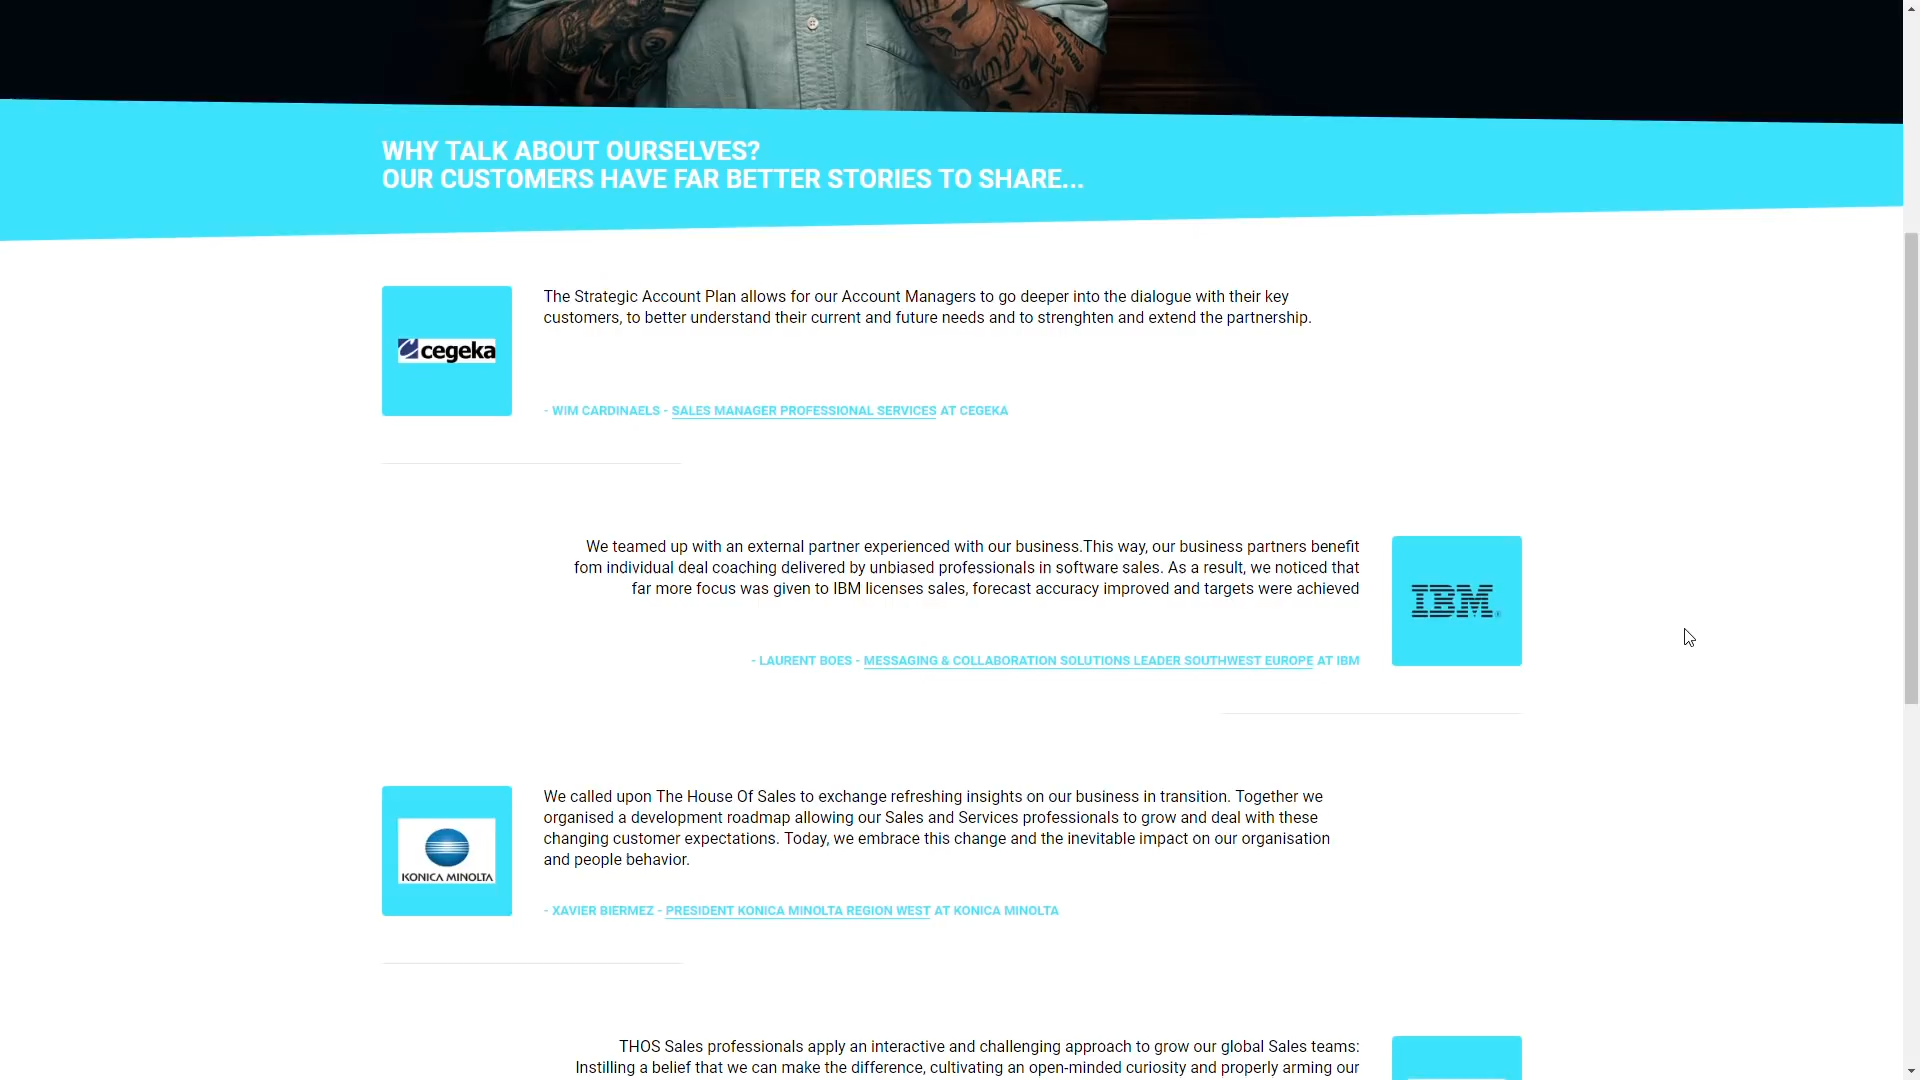 WHY TALK ABOUT OURSELVES?
OUR CUSTOMERS HAVE FAR BETTER STORIES TO SHARE...
The Strategic Account Plan allows for our Account Managers to go deeper into the dialogue with their key
customers, to better understand their current and future needs and to strenghten and extend the partnership.
cegeka
- WIM CARDINAELS - SALES MANAGER PROFESSIONAL SERVICES AT CEGEKA
We teamed up with an external partner experienced with our business.This way, our business partners benefit
fom individual deal coaching delivered by unbiased professionals in software sales. As a result, we noticed that
far more focus was given to IBM licenses sales, forecast accuracy improved and targets were achieved
IBM
- LAURENT BOES - MESSAGING & COLLABORATION SOLUTIONS LEADER SOUTHWEST EUROPE AT IBM
We called upon The House Of Sales to exchange refreshing insights on our business in transition. Together we
organised a development roadmap allowing our Sales and Services professionals to grow and deal with these
changing customer expectations. Today, we embrace this change and the inevitable impact on our organisation
and people behavior.
KONICA MINOLTA
- XAVIER BIERMEZ - PRESIDENT KONICA MINOLTA REGION WEST AT KONICA MINOLTA
THOS Sales professionals apply an interactive and challenging approach to grow our global Sales teams:
Instilling a belief that we can make the difference, cultivating an open-minded curiosity and properly arming our